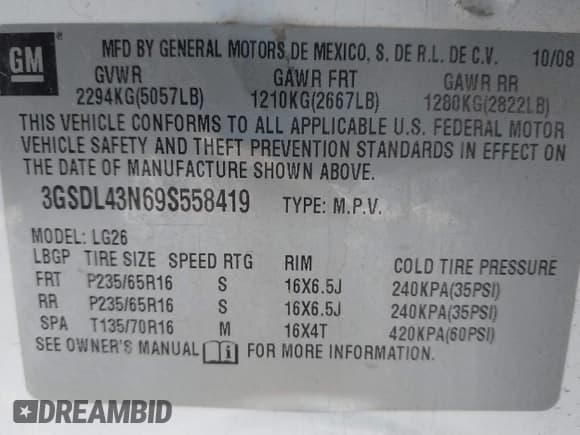 GM ®
MFD BY GENERAL MOTORS DE MEXICO, S. DE R.L. DE C.V. 10/08
GVWR GAWR FRT GAWR RR
2294KG(5057LB) 1210KG(2667LB) 1280KG(2822LB)
THIS VEHICLE CONFORMS TO ALL APPLICABLE U.S. FEDERAL MOTOR
VEHICLE SAFETY AND THEFT PREVENTION STANDARDS IN EFFECT ON
THE DATE OF MANUFACTURE SHOWN ABOVE.
3GSDL43N69S558419 TYPE: M.P.V.
MODEL: LG26
LBGP TIRE SIZE SPEED RTG RIM COLD TIRE PRESSURE
FRT P235/65R16 S 16X6.5J 240KPA(35PSI)
RR P235/65R16 S 16X6.5J 240KPA(35PSI)
SPA T135/70R16 M 16X4T 420KPA(60PSI)
SEE OWNER'S MANUAL i FOR MORE INFORMATION.
DREAMBID